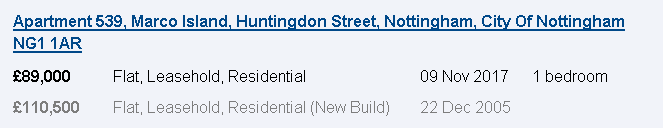 Apartment 539, Marco Island, Huntingdon Street, Nottingham, City Of Nottingham
NG1 1AR
£89,000 Flat, Leasehold, Residential 09 Nov 2017 1 bedroom
£110,500 Flat, Leasehold, Residential (New Build) 22 Dec 2005